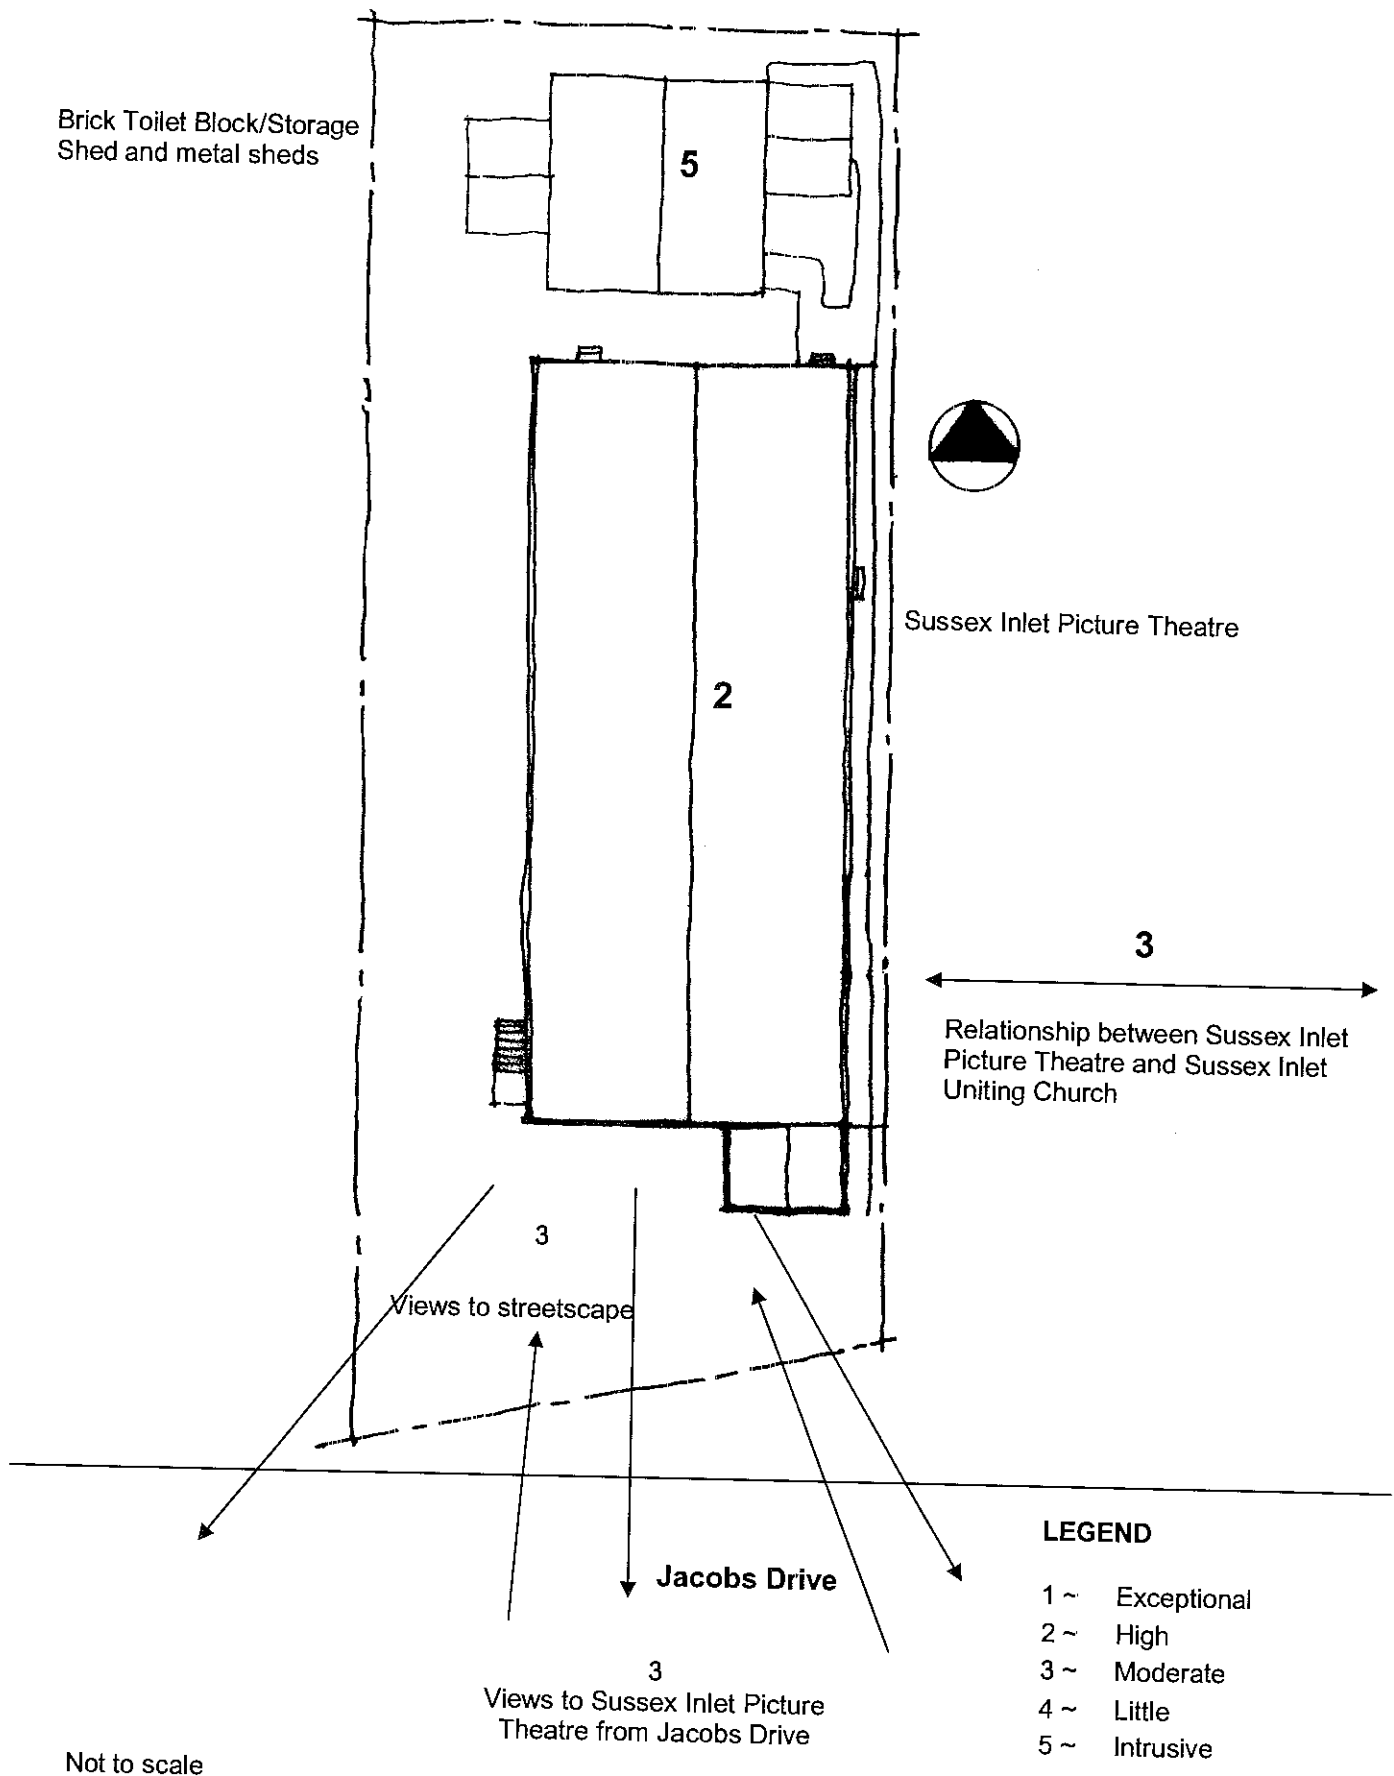 Brick Toilet Block/Storage
Shed and metal sheds
5
Sussex Inlet Picture Theatre
2
3
Relationship between Sussex Inlet
Picture Theatre and Sussex Inlet
Uniting Church
3
Views to streetscape
Jacobs Drive
3
Views to Sussex Inlet Picture
Theatre from Jacobs Drive
LEGEND
1 ~ Exceptional
2 ~ High
3 ~ Moderate
4 ~ Little
5 ~ Intrusive
Not to scale